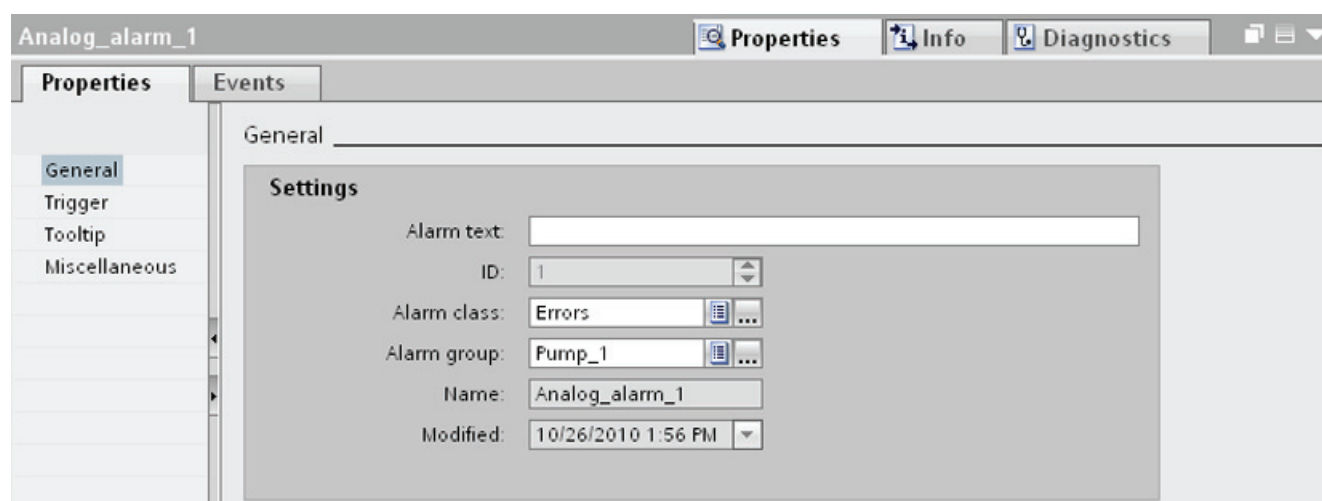 Analog_alarm_1 Properties Info Diagnostics
Properties Events
General
General
Trigger
Tooltip
Miscellaneous
Settings
Alarm text:
ID: 1
Alarm class: Errors ...
Alarm group: Pump_1 ...
Name: Analog_alarm_1
Modified: 10/26/2010 1:56 PM